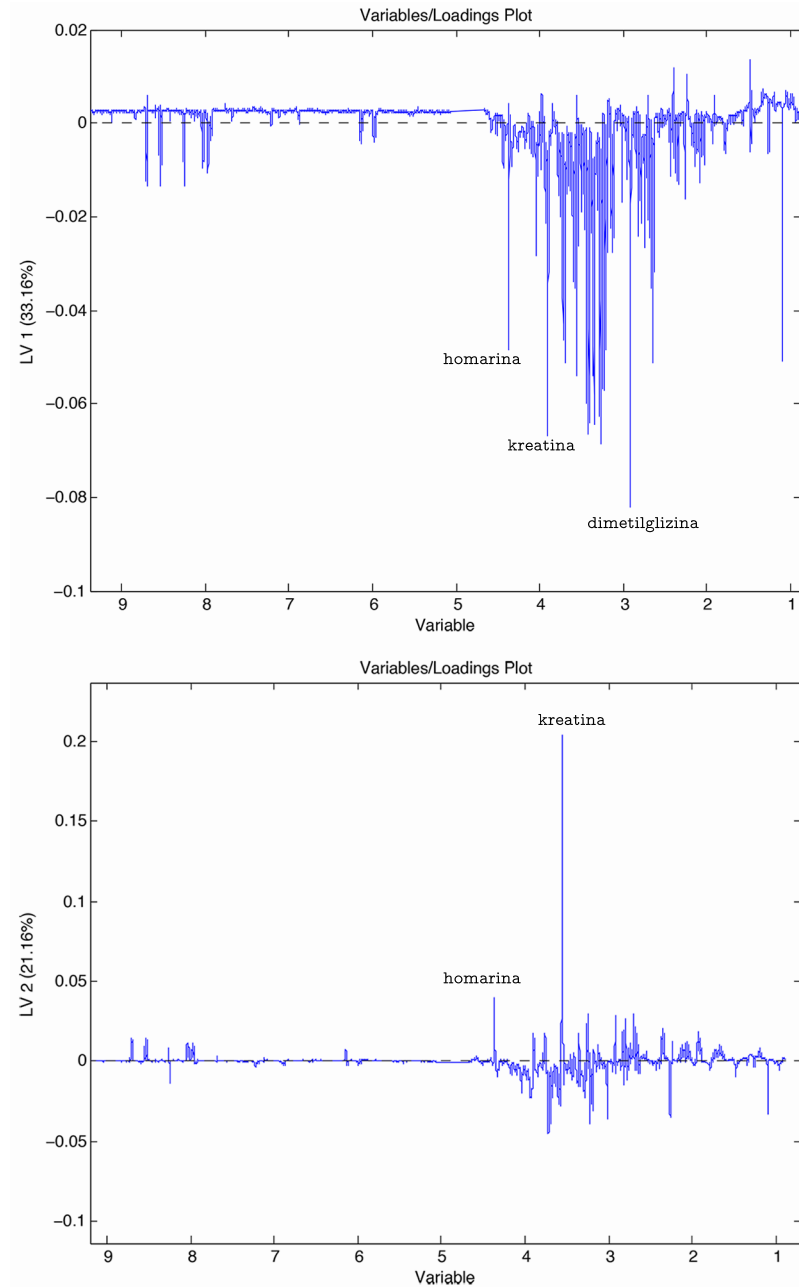 Variables/Loadings Plot
0.02
0
−0.02
−0.04
−0.06
−0.08
−0.1
LV 1 (33.16%)
homarina
kreatina
dimetilglizina
9 8 7 6 5 4 3 2 1
Variable
Variables/Loadings Plot
0.2
0.15
0.1
0.05
0
−0.05
−0.1
LV 2 (21.16%)
kreatina
homarina
9 8 7 6 5 4 3 2 1
Variable